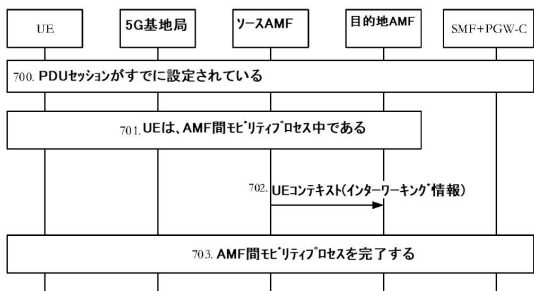 UE
5G基地局
ソースAMF
目的地AMF
SMF+PGW-C
700. PDUセッションがすでに設定されている
701. UEは、AMF間モビリティプロセス中である
702. UEコンテキスト(インターワーキング情報)
703. AMF間モビリティプロセスを完了する